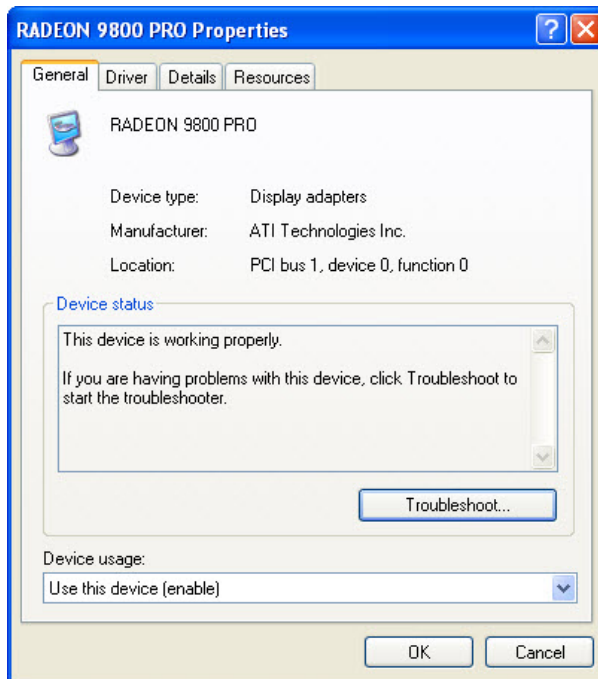 RADEON 9800 PRO Properties
General Driver Details Resources
RADEON 9800 PRO
Device type: Display adapters
Manufacturer: ATI Technologies Inc.
Location: PCI bus 1, device 0, function 0
Device status
This device is working properly.
If you are having problems with this device, click Troubleshoot to
start the troubleshooter.
Troubleshoot...
Device usage:
Use this device (enable)
OK Cancel